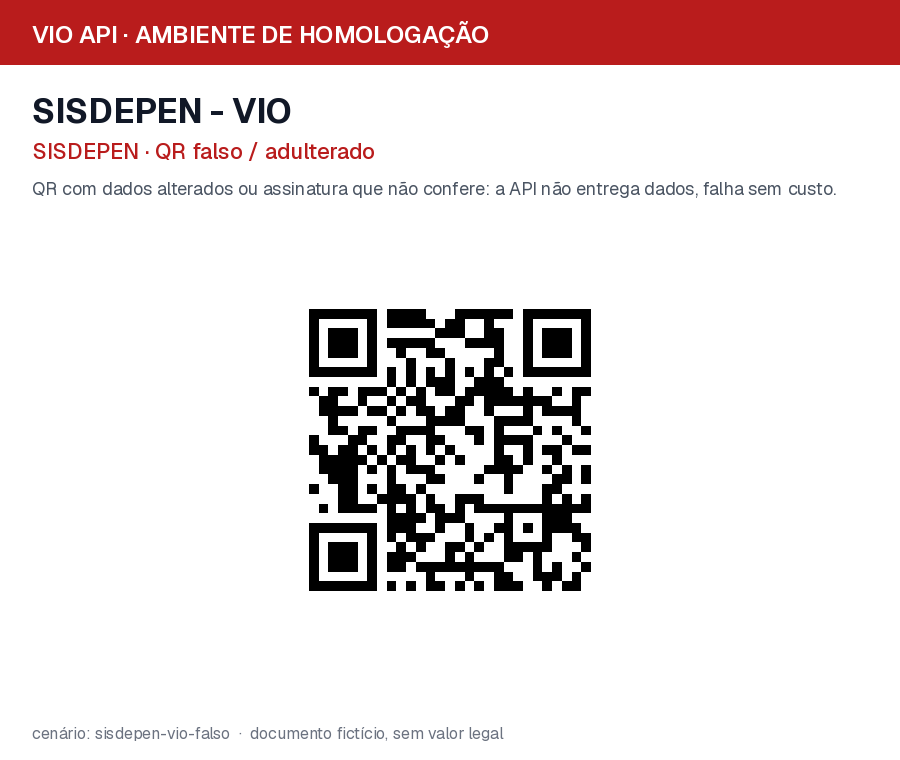 VIO API · AMBIENTE DE HOMOLOGAÇÃO
SISDEPEN - VIO
SISDEPEN · QR falso / adulterado
QR com dados alterados ou assinatura que não confere: a API não entrega dados, falha sem custo.
cenário: sisdepen-vio-falso · documento fictício, sem valor legal